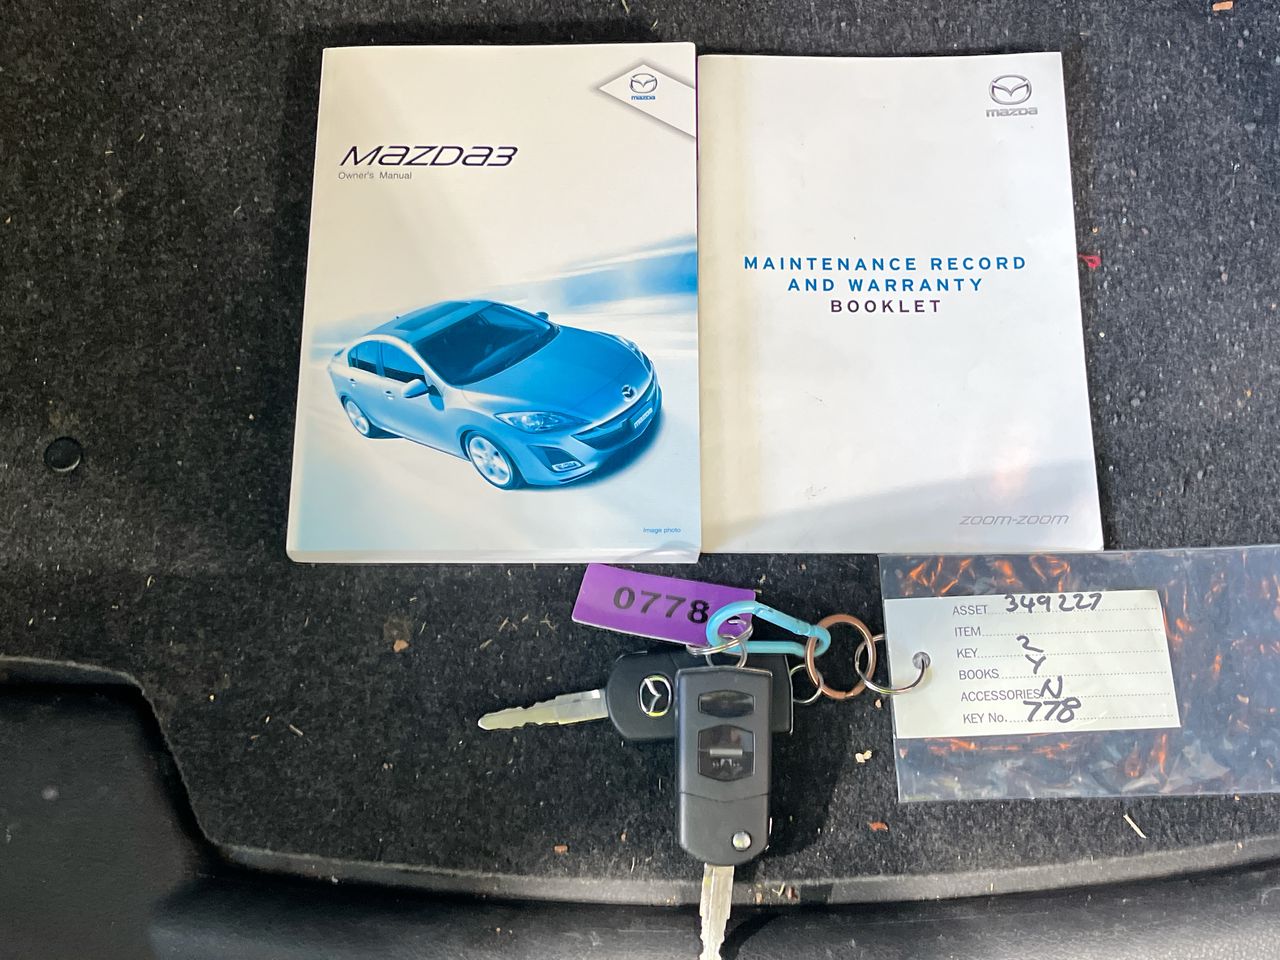 mazda
mazda3
Owner's Manual
mazda
Image photo
mazda
MAINTENANCE RECORD
AND WARRANTY
BOOKLET
zoom-zoom
0778
ASSET 349227
ITEM
KEY 2
BOOKS Y
ACCESSORIES N
KEY No. 778